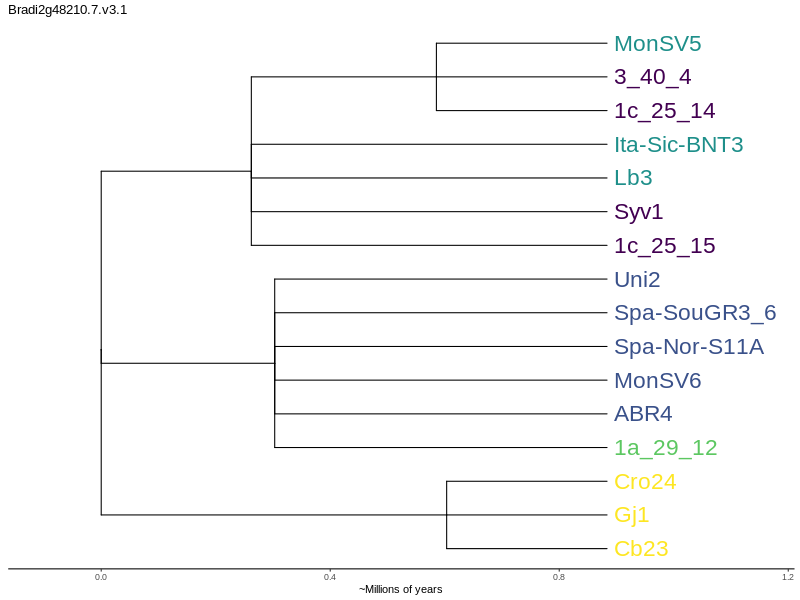 Bradi2g48210.7.v3.1
MonSV5
3_40_4
1c_25_14
Ita-Sic-BNT3
Lb3
Syv1
1c_25_15
Uni2
Spa-SouGR3_6
Spa-Nor-S11A
MonSV6
ABR4
1a_29_12
Cro24
Gj1
Cb23
0.0 0.4 0.8 1.2
~Millions of years